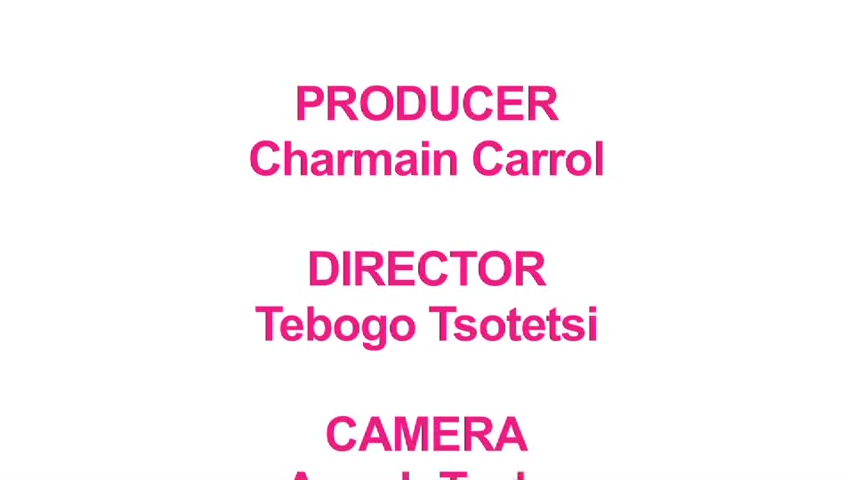 PRODUCER
Charmain Carrol
DIRECTOR
Tebogo Tsotetsi
CAMERA